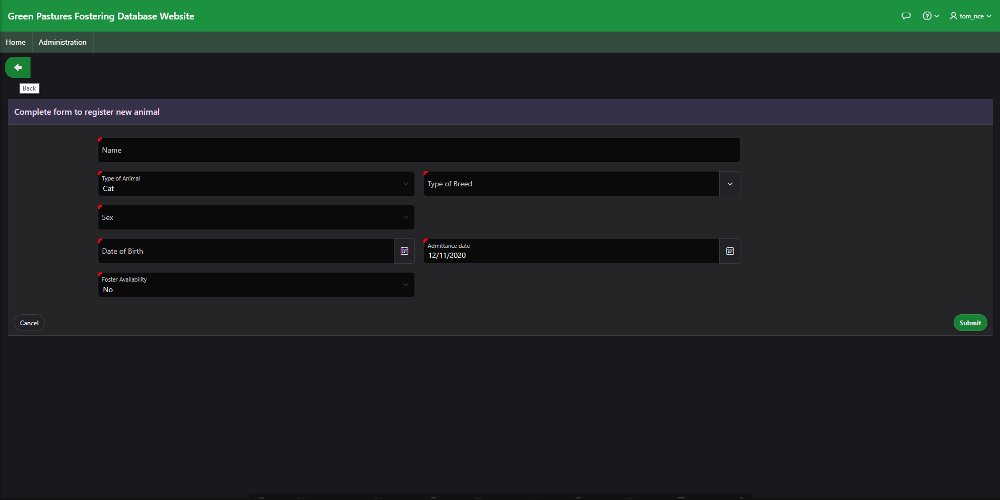 Green Pastures Fostering Database Website
tom_rice
Home
Administration
Back
Complete form to register new animal
Name
Type of Animal
Cat
Type of Breed
Sex
Date of Birth
Admittance date
12/11/2020
Foster Availability
No
Cancel
Submit